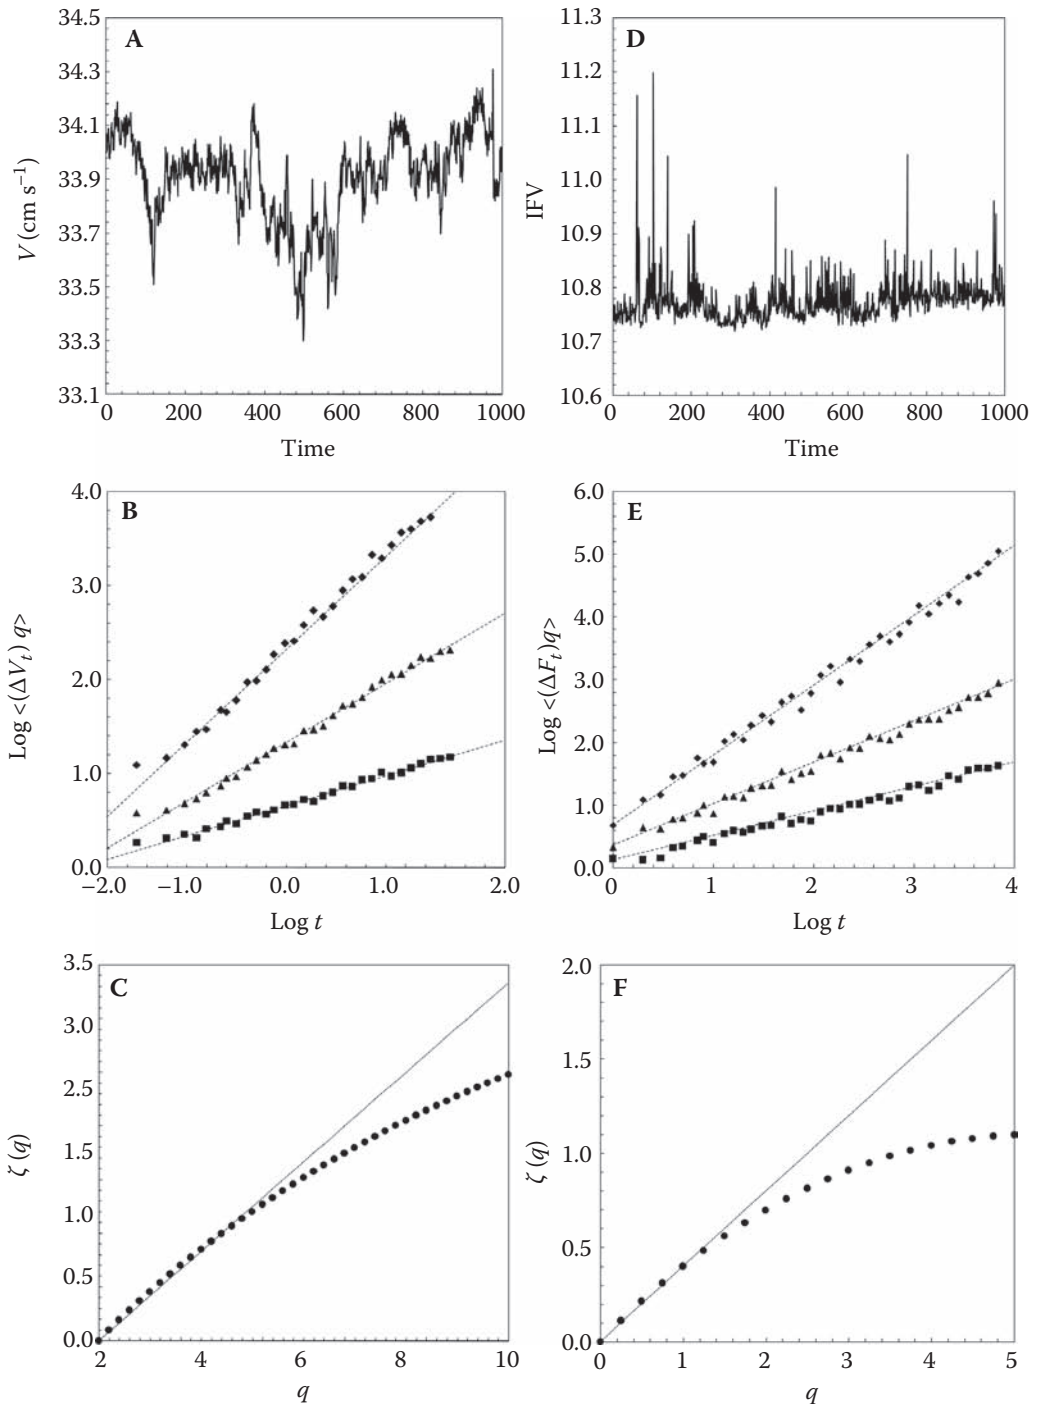 A
V (cm s⁻¹)
34.5
34.3
34.1
33.9
33.7
33.5
33.3
33.1
0 200 400 600 800 1000
Time
D
IFV
11.3
11.2
11.1
11.0
10.9
10.8
10.7
10.6
0 200 400 600 800 1000
Time
B
Log <(ΔVₜ) q>
4.0
3.0
2.0
1.0
0.0
−2.0 −1.0 0.0 1.0 2.0
Log t
E
Log <(ΔFₜ)q>
6.0
5.0
4.0
3.0
2.0
1.0
0.0
0 1 2 3 4
Log t
C
ζ (q)
3.5
3.0
2.5
1.5
1.0
0.5
0.0
2 4 6 8 10
q
F
ζ (q)
2.0
1.5
1.0
0.5
0.0
0 1 2 3 4 5
q